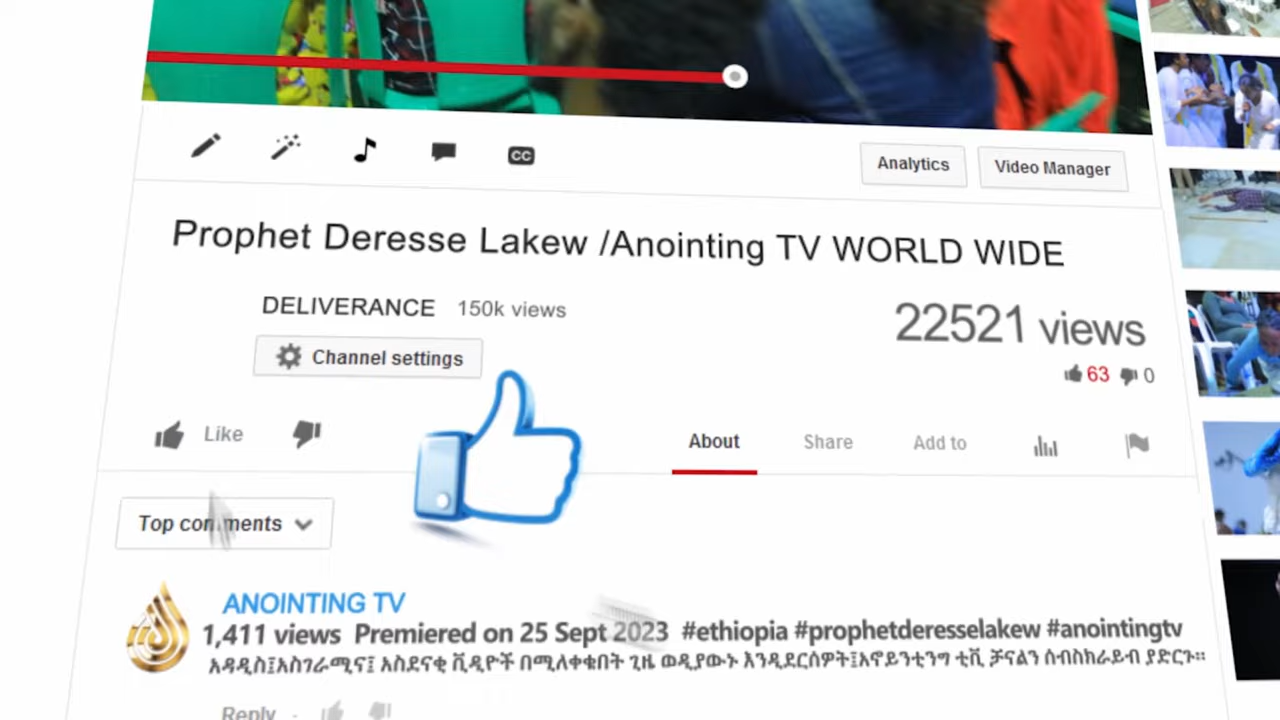 CC
Analytics
Video Manager
Prophet Deresse Lakew /Anointing TV WORLD WIDE
DELIVERANCE 150k views
22521 views
Channel settings
63 0
Like
About Share Add to
Top comments
ANOINTING TV
1,411 views Premiered on 25 Sept 2023 #ethiopia #prophetderesselakew #anointingtv
አዳዲስ፤አስገራሚና፤ አስደናቂ ቪዲዮች በሚለቀቁበት ጊዜ ወዲያውኑ እንዲደርሰዎት፤አኖይንቲንግ ቲቪ ቻናልን ሰብስክራይብ ያድርጉ።
Reply